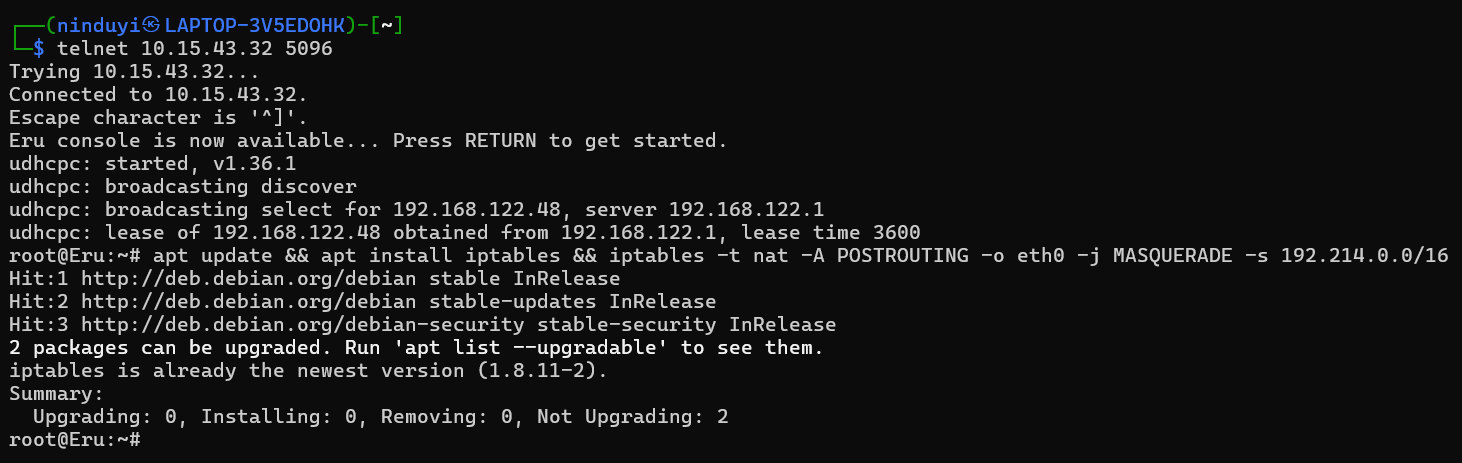 ┌──(ninduyi㉿LAPTOP-3V5EDOHK)-[~]
└─$ telnet 10.15.43.32 5096
Trying 10.15.43.32...
Connected to 10.15.43.32.
Escape character is '^]'.
Eru console is now available... Press RETURN to get started.
udhcpc: started, v1.36.1
udhcpc: broadcasting discover
udhcpc: broadcasting select for 192.168.122.48, server 192.168.122.1
udhcpc: lease of 192.168.122.48 obtained from 192.168.122.1, lease time 3600
root@Eru:~# apt update && apt install iptables && iptables -t nat -A POSTROUTING -o eth0 -j MASQUERADE -s 192.214.0.0/16
Hit:1 http://deb.debian.org/debian stable InRelease
Hit:2 http://deb.debian.org/debian stable-updates InRelease
Hit:3 http://deb.debian.org/debian-security stable-security InRelease
2 packages can be upgraded. Run 'apt list --upgradable' to see them.
iptables is already the newest version (1.8.11-2).
Summary:
  Upgrading: 0, Installing: 0, Removing: 0, Not Upgrading: 2
root@Eru:~#